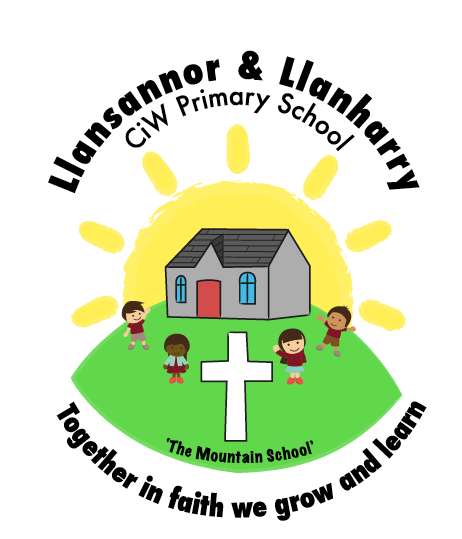 Llansannor & Llanharry
CiW Primary School
'The Mountain School'
Together in faith we grow and learn